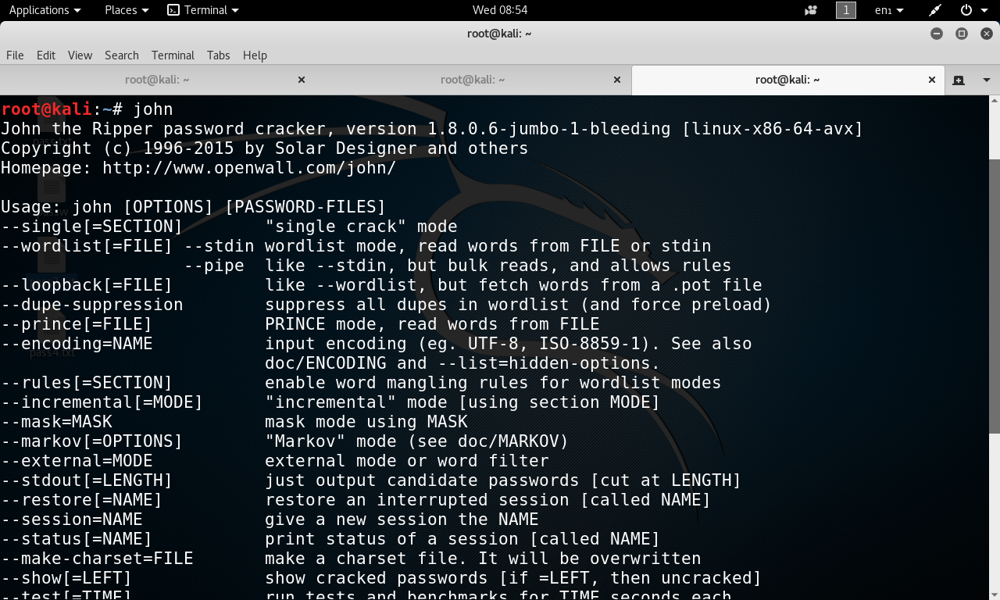 Applications Places Terminal Wed 08:54 1 en₁
root@kali: ~
File Edit View Search Terminal Tabs Help
root@kali: ~ root@kali: ~ root@kali: ~
root@kali:~# john
John the Ripper password cracker, version 1.8.0.6-jumbo-1-bleeding [linux-x86-64-avx]
Copyright (c) 1996-2015 by Solar Designer and others
Homepage: http://www.openwall.com/john/
Usage: john [OPTIONS] [PASSWORD-FILES]
--single[=SECTION] "single crack" mode
--wordlist[=FILE] --stdin wordlist mode, read words from FILE or stdin
--pipe like --stdin, but bulk reads, and allows rules
--loopback[=FILE] like --wordlist, but fetch words from a .pot file
--dupe-suppression suppress all dupes in wordlist (and force preload)
--prince[=FILE] PRINCE mode, read words from FILE
--encoding=NAME input encoding (eg. UTF-8, ISO-8859-1). See also
pass4.txt doc/ENCODING and --list=hidden-options.
--rules[=SECTION] enable word mangling rules for wordlist modes
--incremental[=MODE] "incremental" mode [using section MODE]
--mask=MASK mask mode using MASK
--markov[=OPTIONS] "Markov" mode (see doc/MARKOV)
--external=MODE external mode or word filter
--stdout[=LENGTH] just output candidate passwords [cut at LENGTH]
--restore[=NAME] restore an interrupted session [called NAME]
--session=NAME give a new session the NAME
--status[=NAME] print status of a session [called NAME]
--make-charset=FILE make a charset file. It will be overwritten
--show[=LEFT] show cracked passwords [if =LEFT, then uncracked]
--test[=TIME] run tests and benchmarks for TIME seconds each